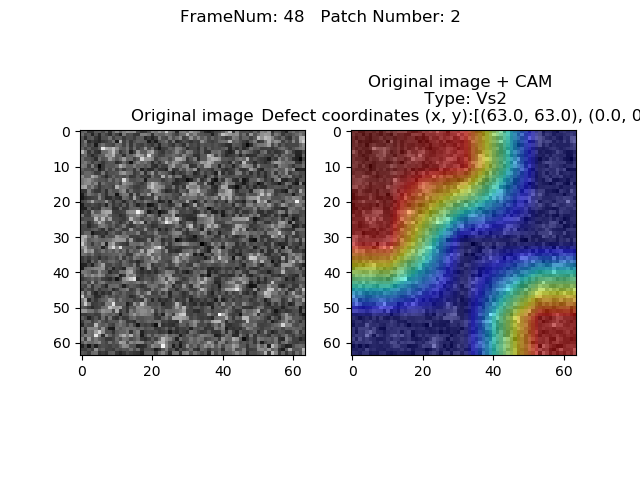 FrameNum: 48   Patch Number: 2
Original image + CAM
Type: Vs2
Original image
Defect coordinates (x, y):[(63.0, 63.0), (0.0, 0
0
10
20
30
40
50
60
0 20 40 60
0
10
20
30
40
50
60
0 20 40 60